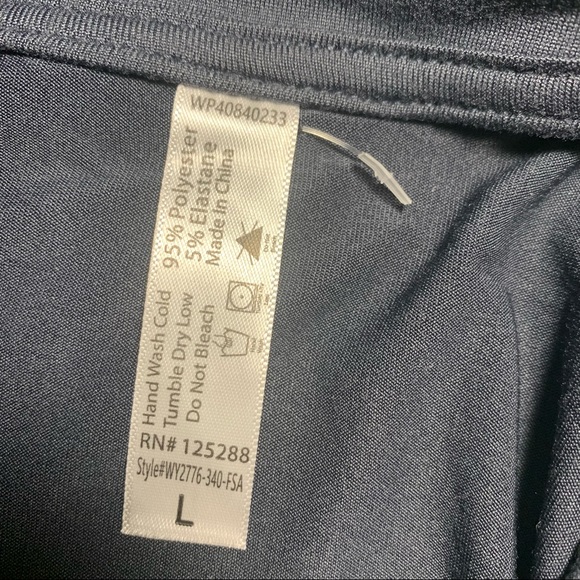 WP40840233
95% Polyester
5% Elastane
Made In China
Hand Wash Cold
Tumble Dry Low
Do Not Bleach
RN# 125288
Style#WY2776-340-FSA
L